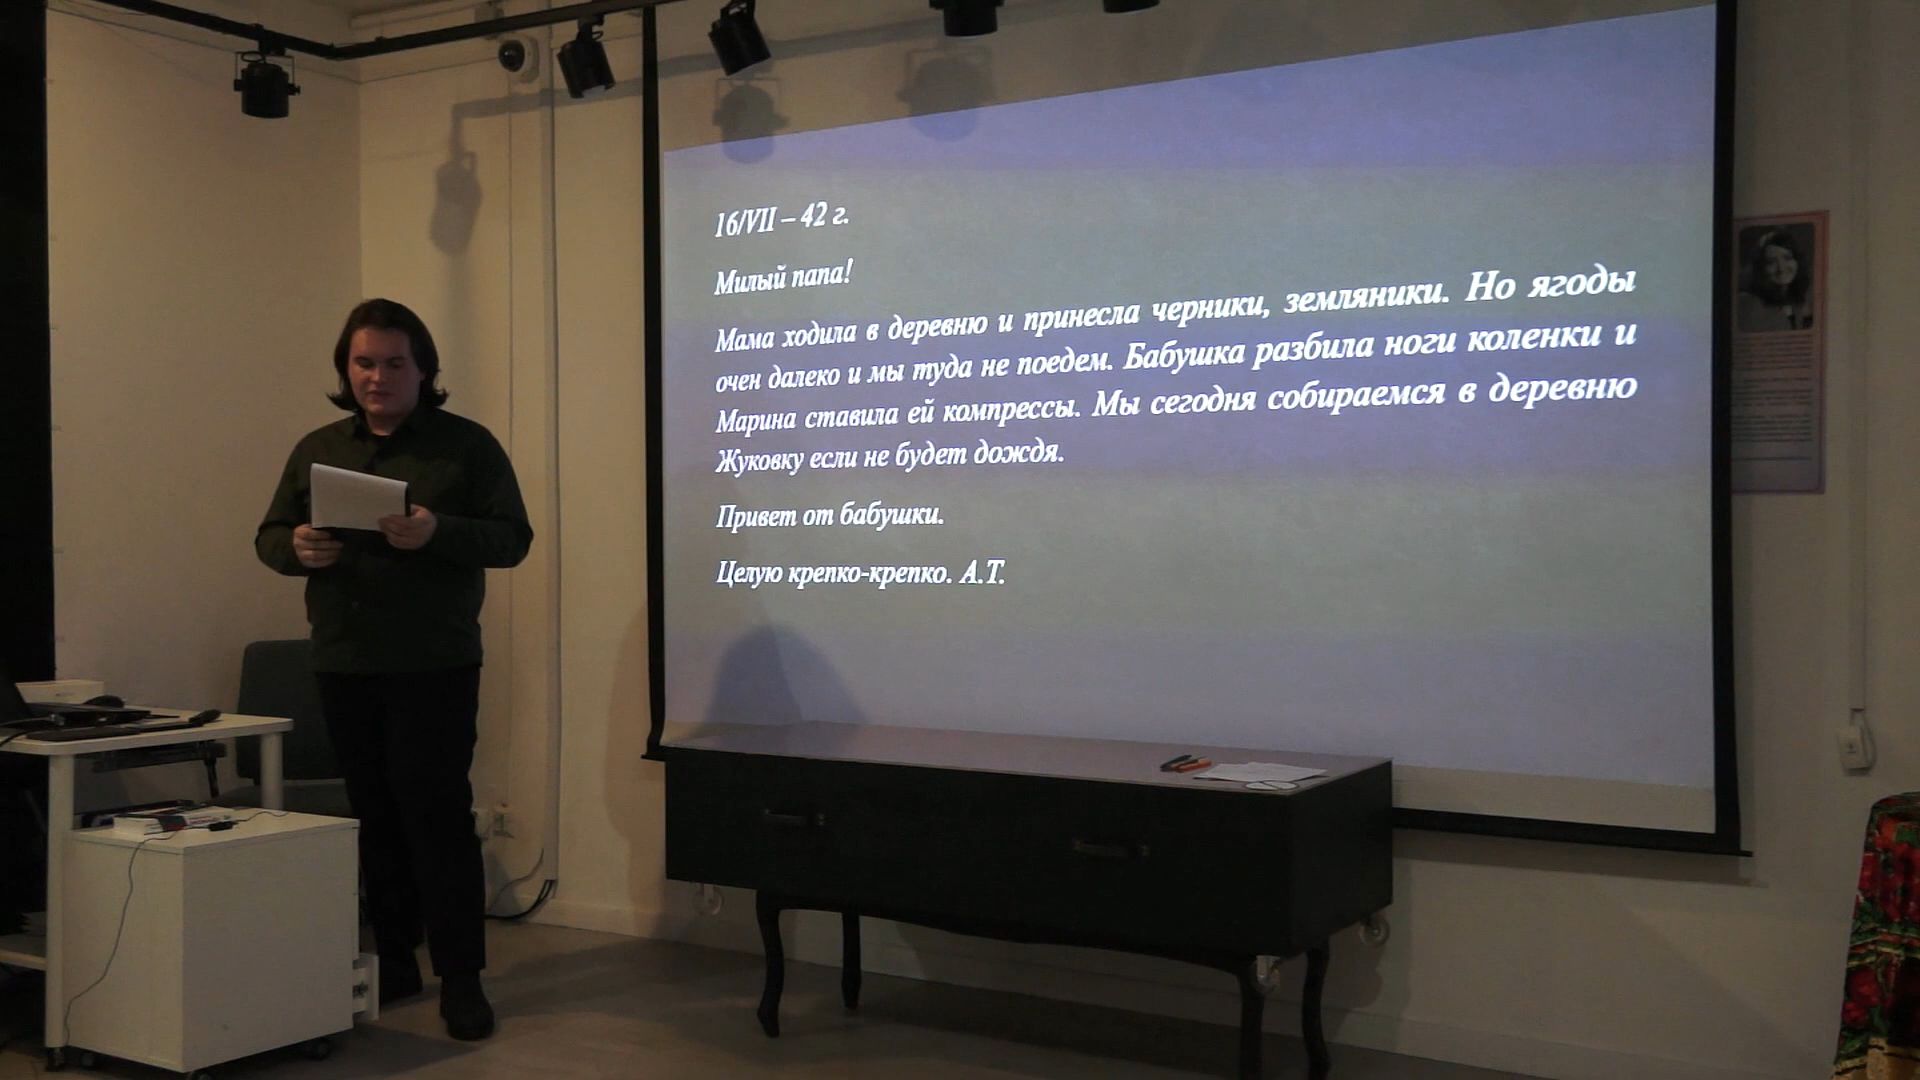 16/VII – 42 г.
Милый папа!
Мама ходила в деревню и принесла черники, земляники. Но ягоды
очен далеко и мы туда не поедем. Бабушка разбила ноги коленки и
Марина ставила ей компрессы. Мы сегодня собираемся в деревню
Жуковку если не будет дождя.
Привет от бабушки.
Целую крепко-крепко. А.Т.